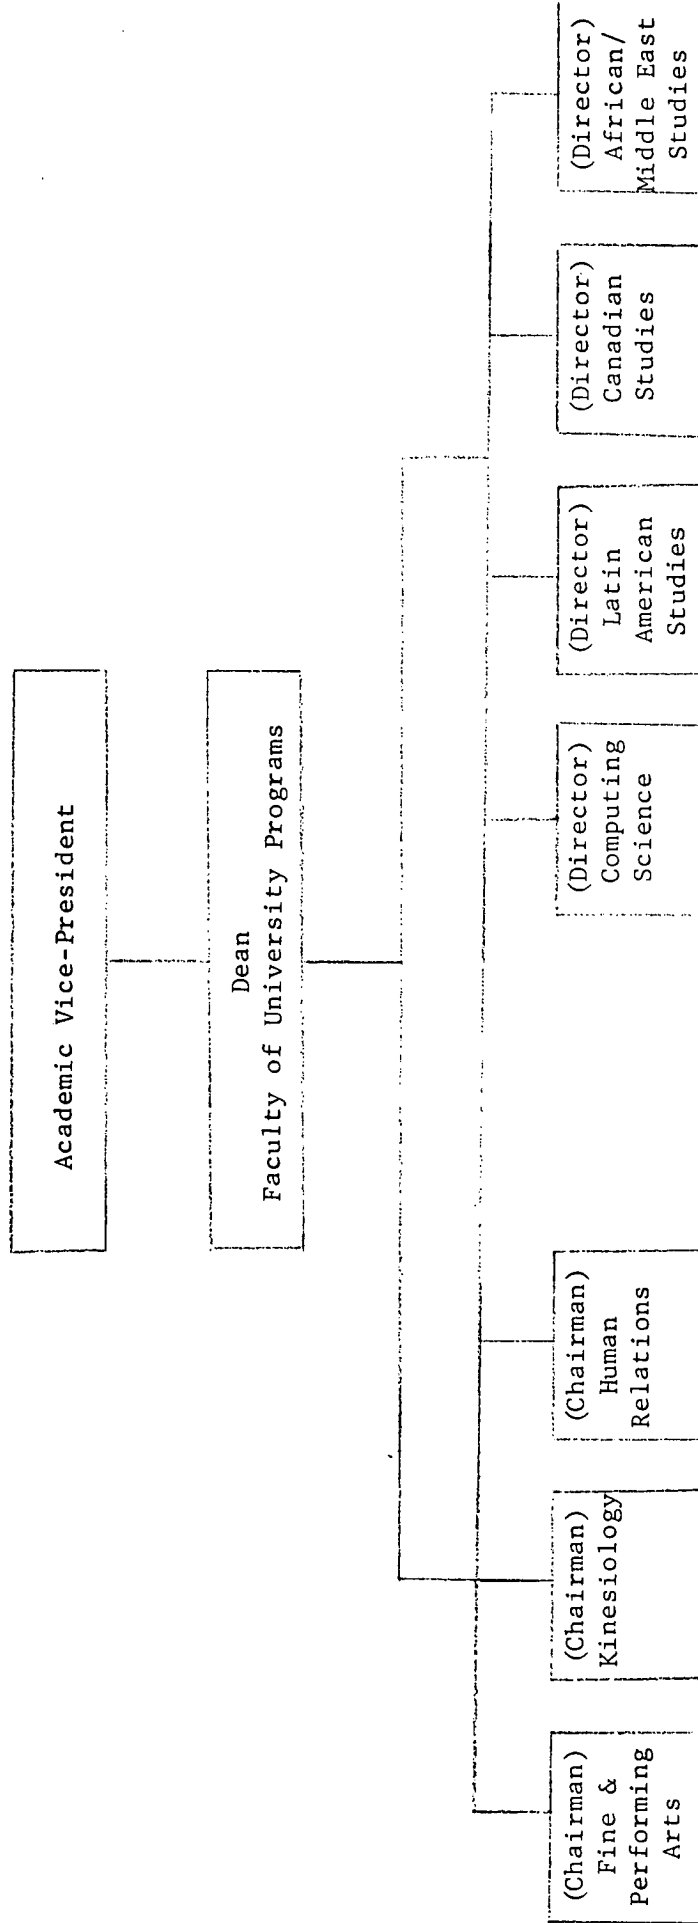 Academic Vice-President
Dean
Faculty of University Programs
(Chairman)
Fine &
Performing
Arts
(Chairman)
Kinesiology
(Chairman)
Human
Relations
(Director)
Computing
Science
(Director)
Latin
American
Studies
(Director)
Canadian
Studies
(Director)
African/
Middle East
Studies